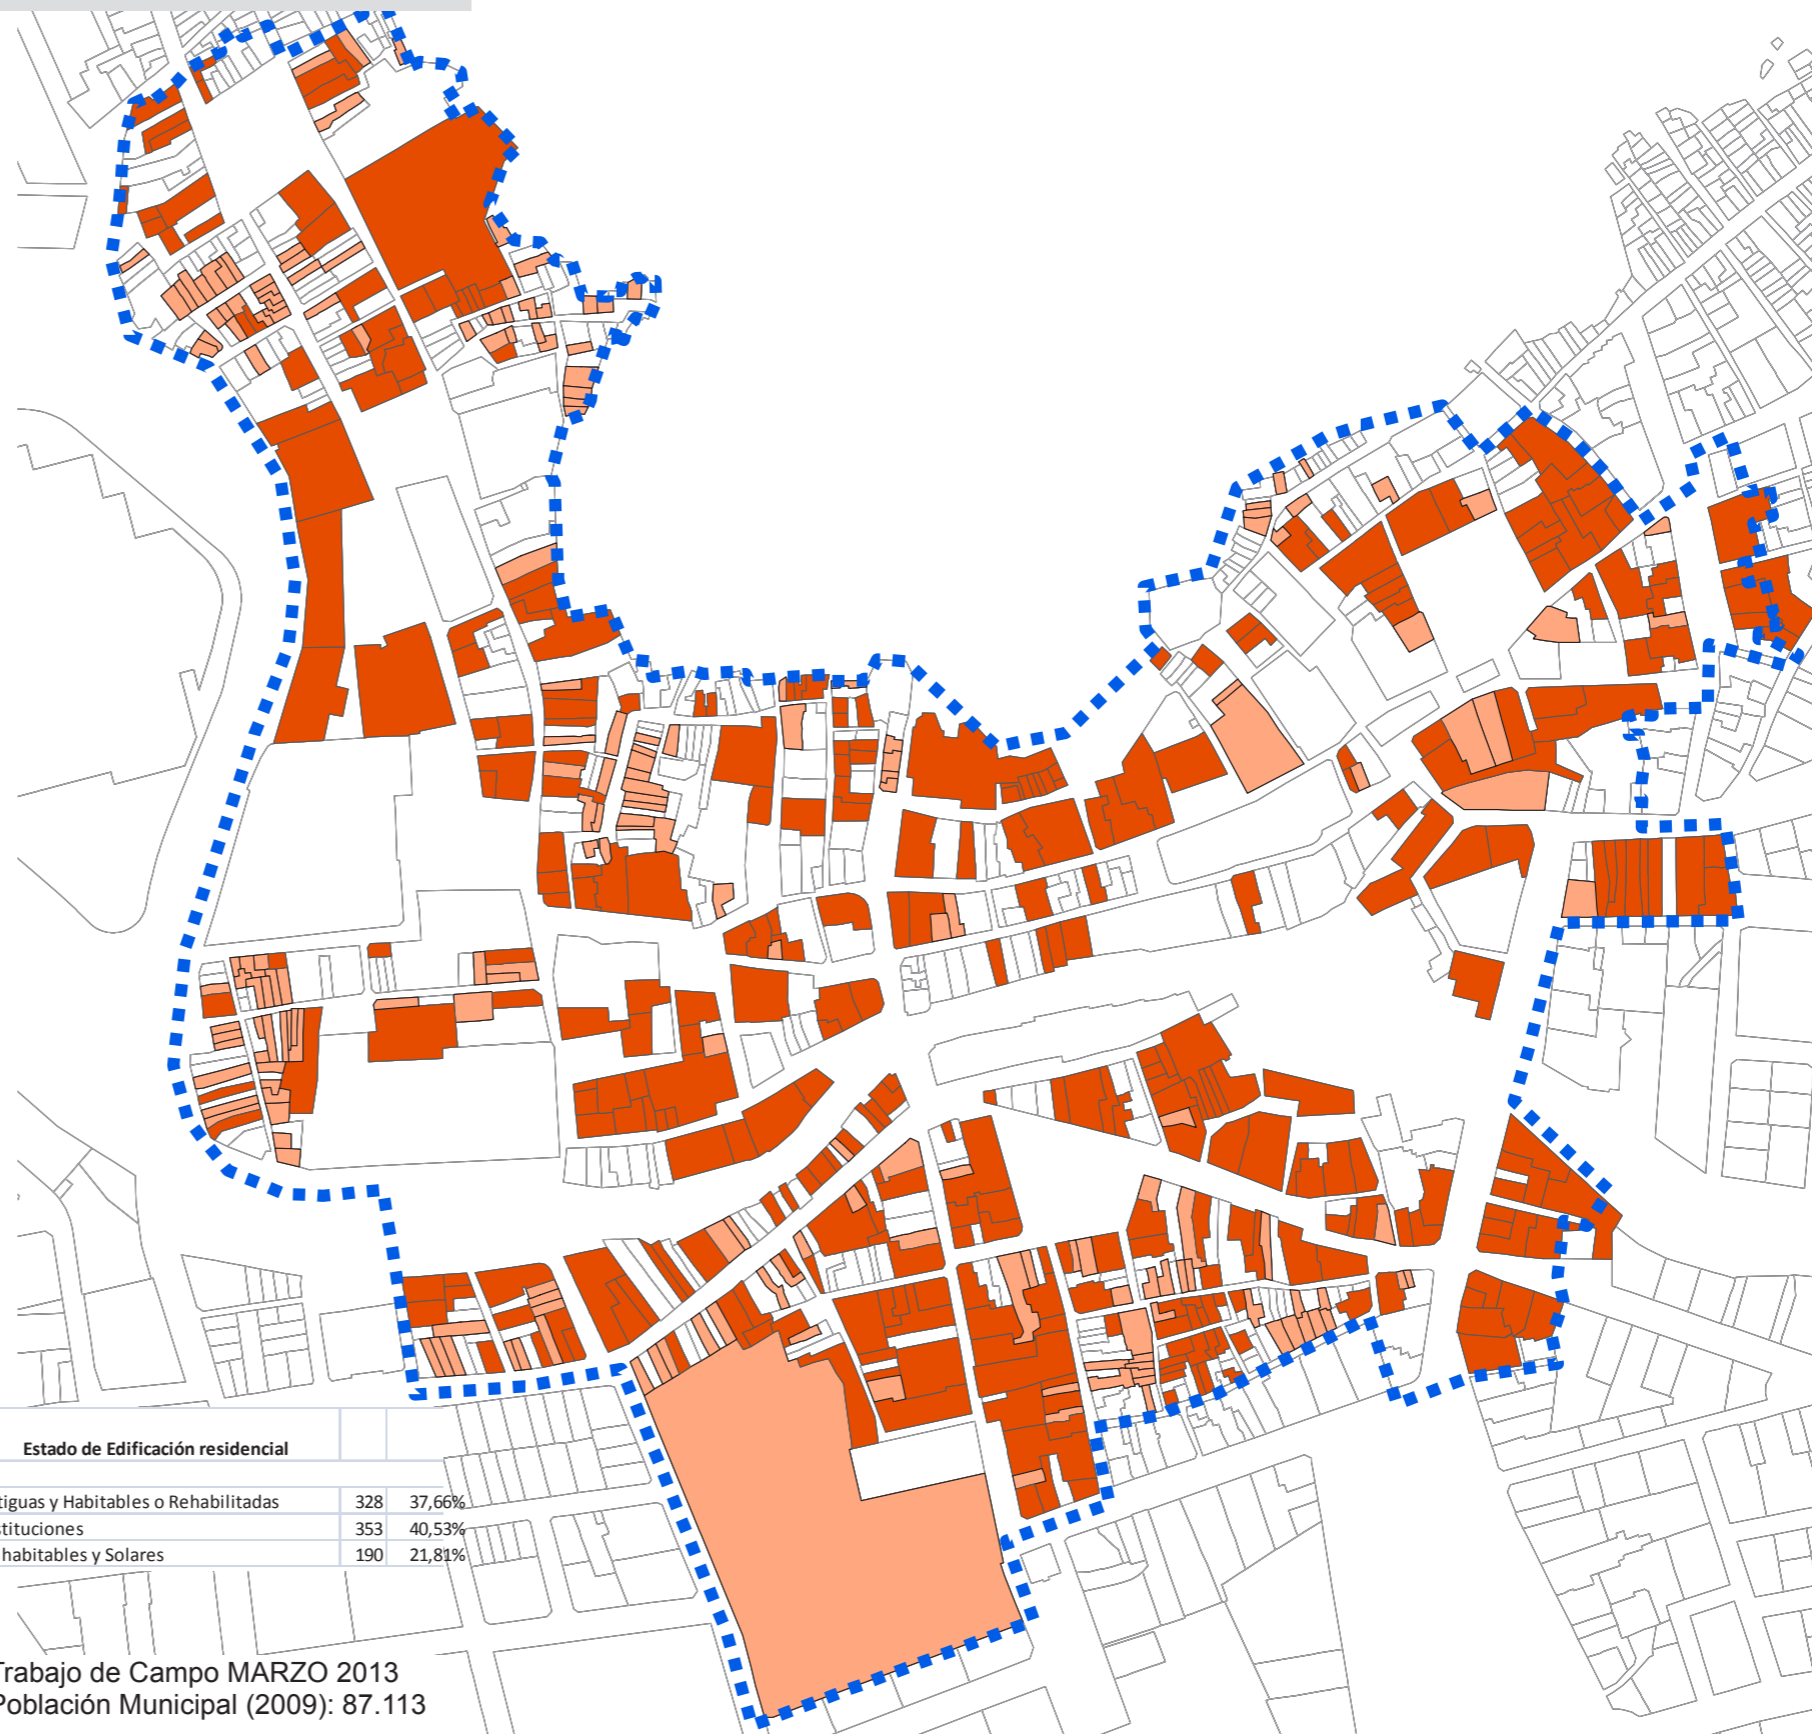 Estado de Edificación residencial
tiguas y Habitables o Rehabilitadas 328 37,66%
stituciones 353 40,53%
habitables y Solares 190 21,81%
Trabajo de Campo MARZO 2013
Población Municipal (2009): 87.113